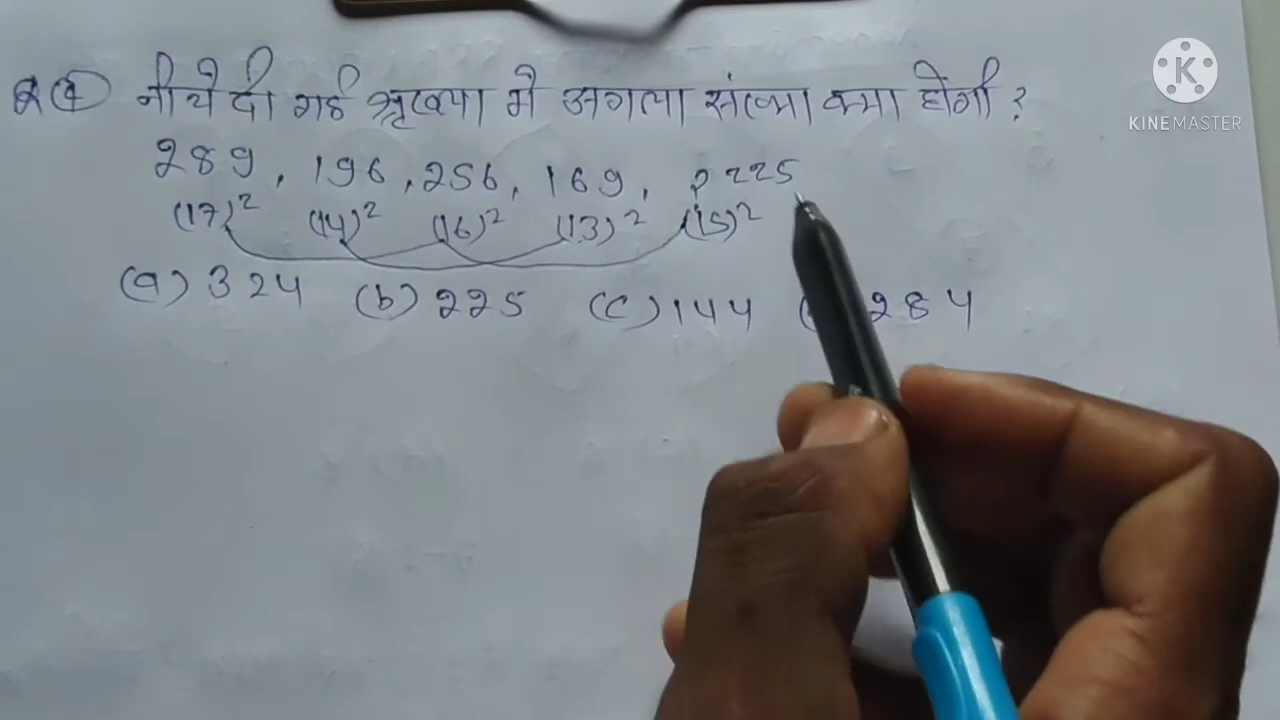 Q ④ नीचे दी गई श्रृंखला में अगला संख्या क्या होगी ?
289, 196, 256, 169, ? 225
(17)² (14)² (16)² (13)² (15)²
(a) 324 (b) 225 (c) 144 ( 284
K
KINEMASTER